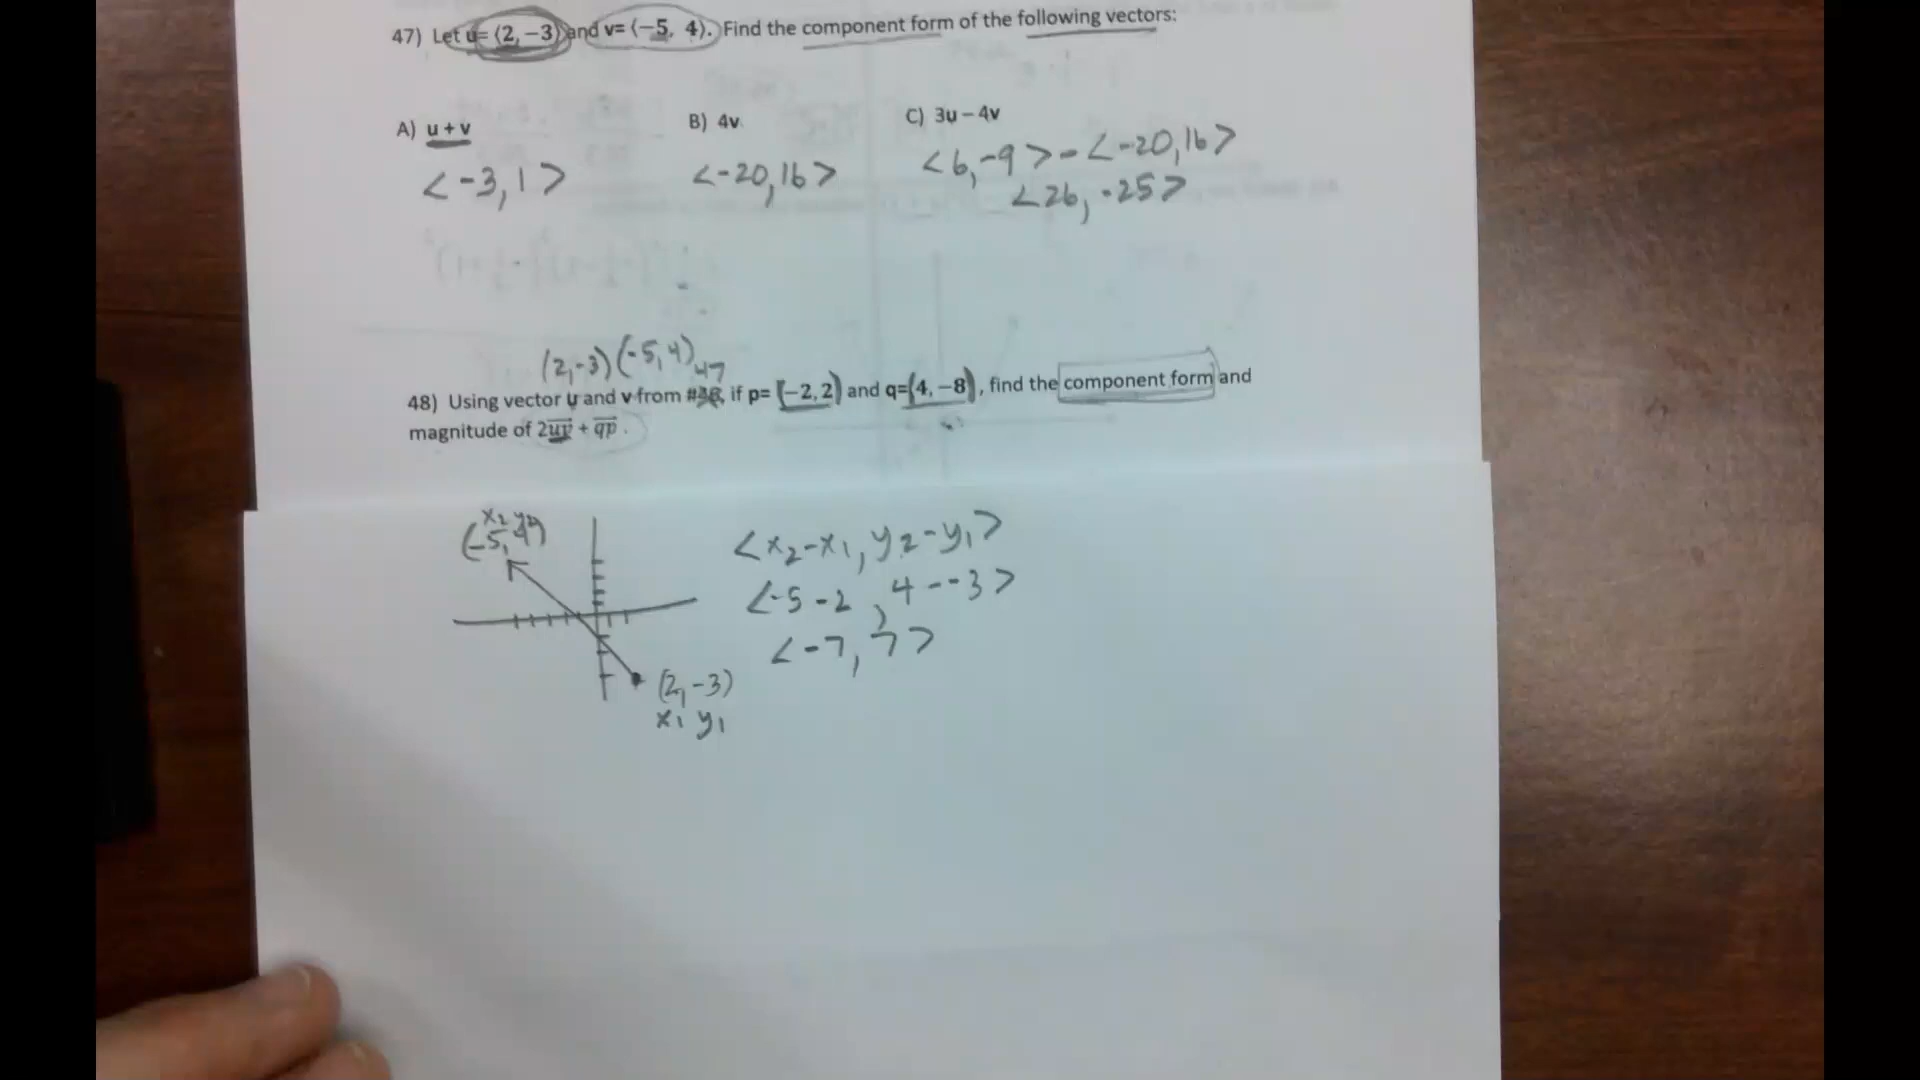 47) Let u= ⟨2, −3⟩ and v= ⟨−5, 4⟩. Find the component form of the following vectors:
A) u + v
B) 4v
C) 3u − 4v
<-3, 1>
<-20, 16>
<6, -9> - <-20, 16>
<26, -25>
(2, -3) (-5, 4) 47
48) Using vector u and v from #, if p= (−2, 2) and q=(4, −8), find the component form and
magnitude of 2uv + qp .
x2 y2
(-5, 4)
<x2-x1, y2-y1>
<-5-2, 4--3>
<-7, 7>
(2, -3)
x1 y1